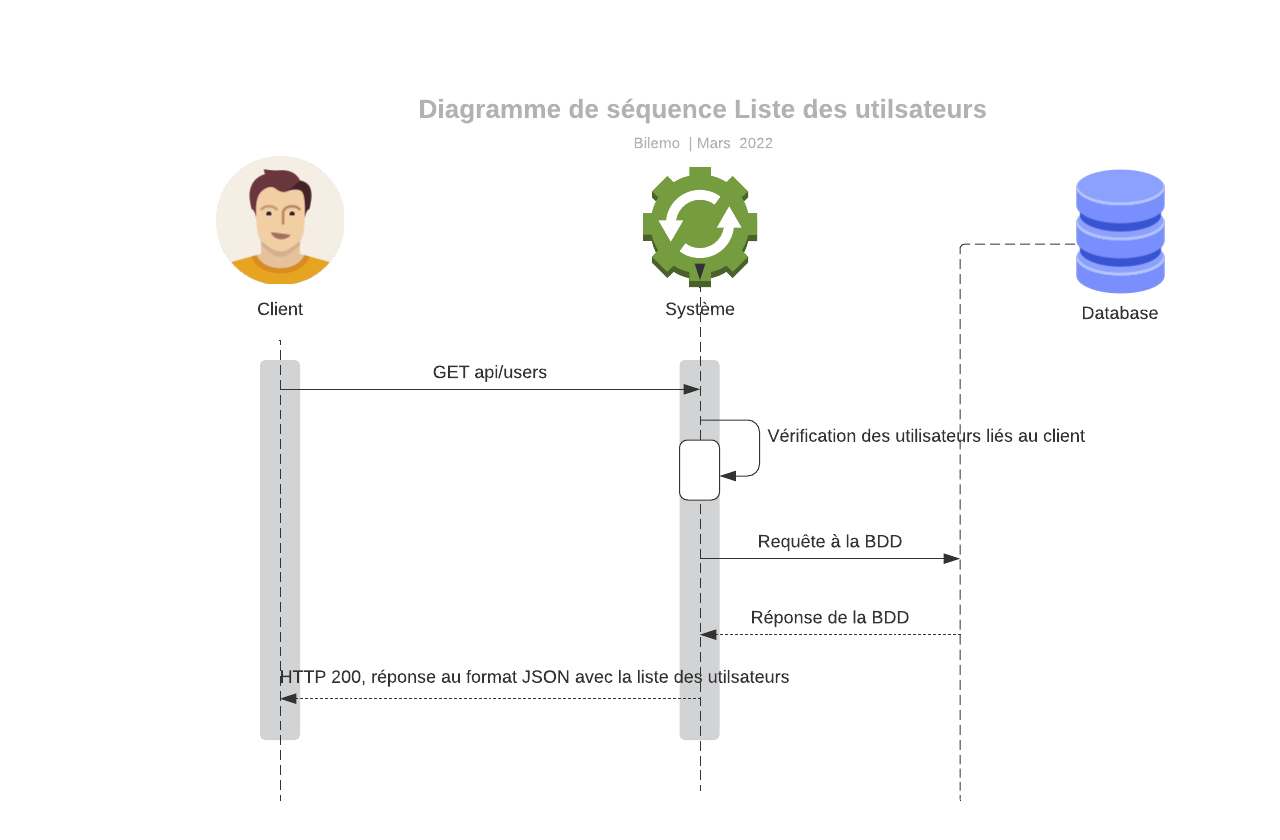 Diagramme de séquence Liste des utilsateurs
Bilemo | Mars 2022
Client
Système
Database
GET api/users
Vérification des utilisateurs liés au client
Requête à la BDD
Réponse de la BDD
HTTP 200, réponse au format JSON avec la liste des utilsateurs